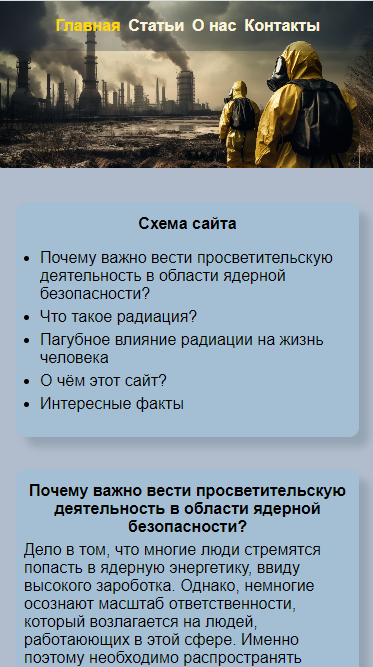 Главная Статьи О нас Контакты
Схема сайта
Почему важно вести просветительскую
деятельность в области ядерной
безопасности?
Что такое радиация?
Пагубное влияние радиации на жизнь
человека
О чём этот сайт?
Интересные факты
Почему важно вести просветительскую
деятельность в области ядерной
безопасности?
Дело в том, что многие люди стремятся
попасть в ядерную энергетику, ввиду
высокого зароботка. Однако, немногие
осознают масштаб ответственности,
который возлагается на людей,
работаюющих в этой сфере. Именно
поэтому необходимо распространять